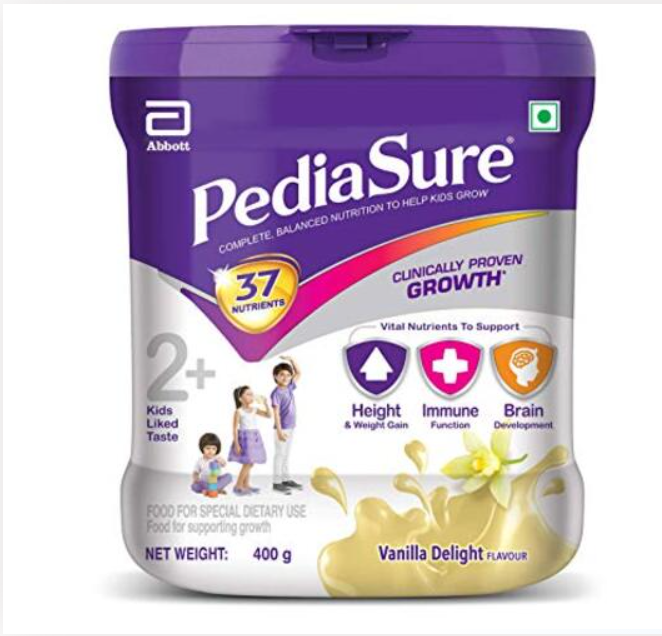 Abbott
PediaSure®
COMPLETE, BALANCED NUTRITION TO HELP KIDS GROW
37
NUTRIENTS
CLINICALLY PROVEN
GROWTH*
Vital Nutrients To Support
2+
Kids
Liked
Taste
Height
& Weight Gain
Immune
Function
Brain
Development
FOOD FOR SPECIAL DIETARY USE
Food for supporting growth
NET WEIGHT: 400 g
Vanilla Delight FLAVOUR